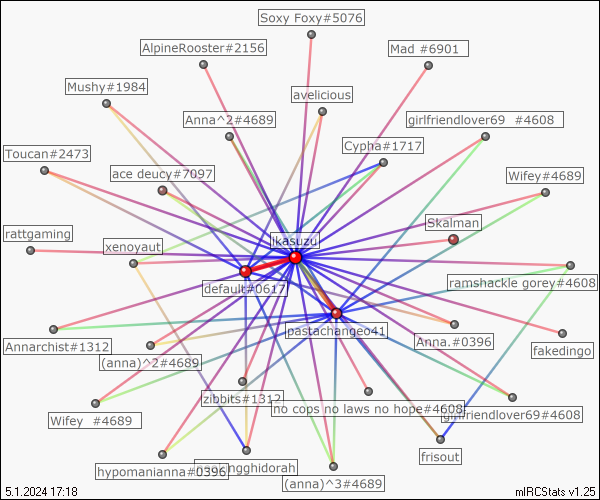 Soxy Foxy#5076
AlpineRooster#2156
Mad #6901
Mushy#1984
avelicious
Anna^2#4689
girlfriendlover69 #4608
Cypha#1717
Toucan#2473
ace deucy#7097
Wifey#4689
Skalman
rattgaming
xenoyaut
ikasuzu
default#0617
ramshackle gorey#4608
pastachangeo41
Annarchist#1312
(anna)^2#4689
Anna.#0396
fakedingo
zibbits#1312
no cops no laws no hope#4608
girlfriendlover69#4608
Wifey #4689
frisout
hypomanianna#0396
ingghidorah
(anna)^3#4689
5.1.2024 17:18
mIRCStats v1.25